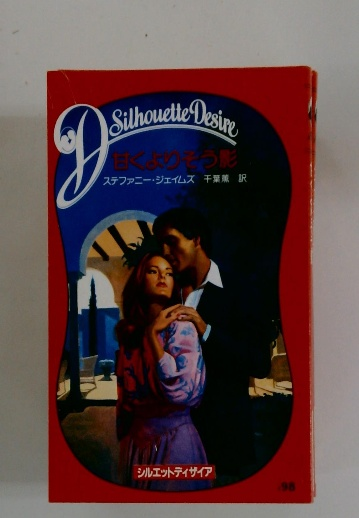 D Silhouette Desire
甘くよりそう影
ステファニー・ジェイムズ 千葉薫 訳
シルエットディザイア